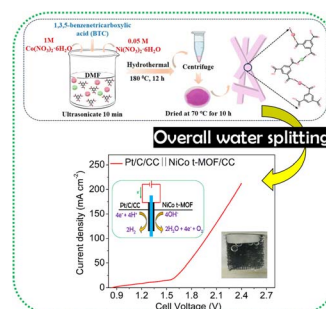 1,3,5-benzenetricarboxylic
acid (BTC)
1M
Co(NO₃)₂·6H₂O
0.05 M
Ni(NO₃)₂·6H₂O
DMF
Ultrasonicate 10 min
Hydrothermal
180 °C, 12 h
Centrifuge
Dried at 70 °C for 10 h
Overall water splitting
Pt/C/CC || NiCo t-MOF/CC
Pt/C/CC
NiCo t-MOF
4e⁻ + 4H⁺
4OH⁻
2H₂
2H₂O + 4e⁻ + O₂
Current density (mA cm⁻²)
250
200
150
100
50
0
0.9 1.2 1.5 1.8 2.1 2.4 2.7
Cell Voltage (V)